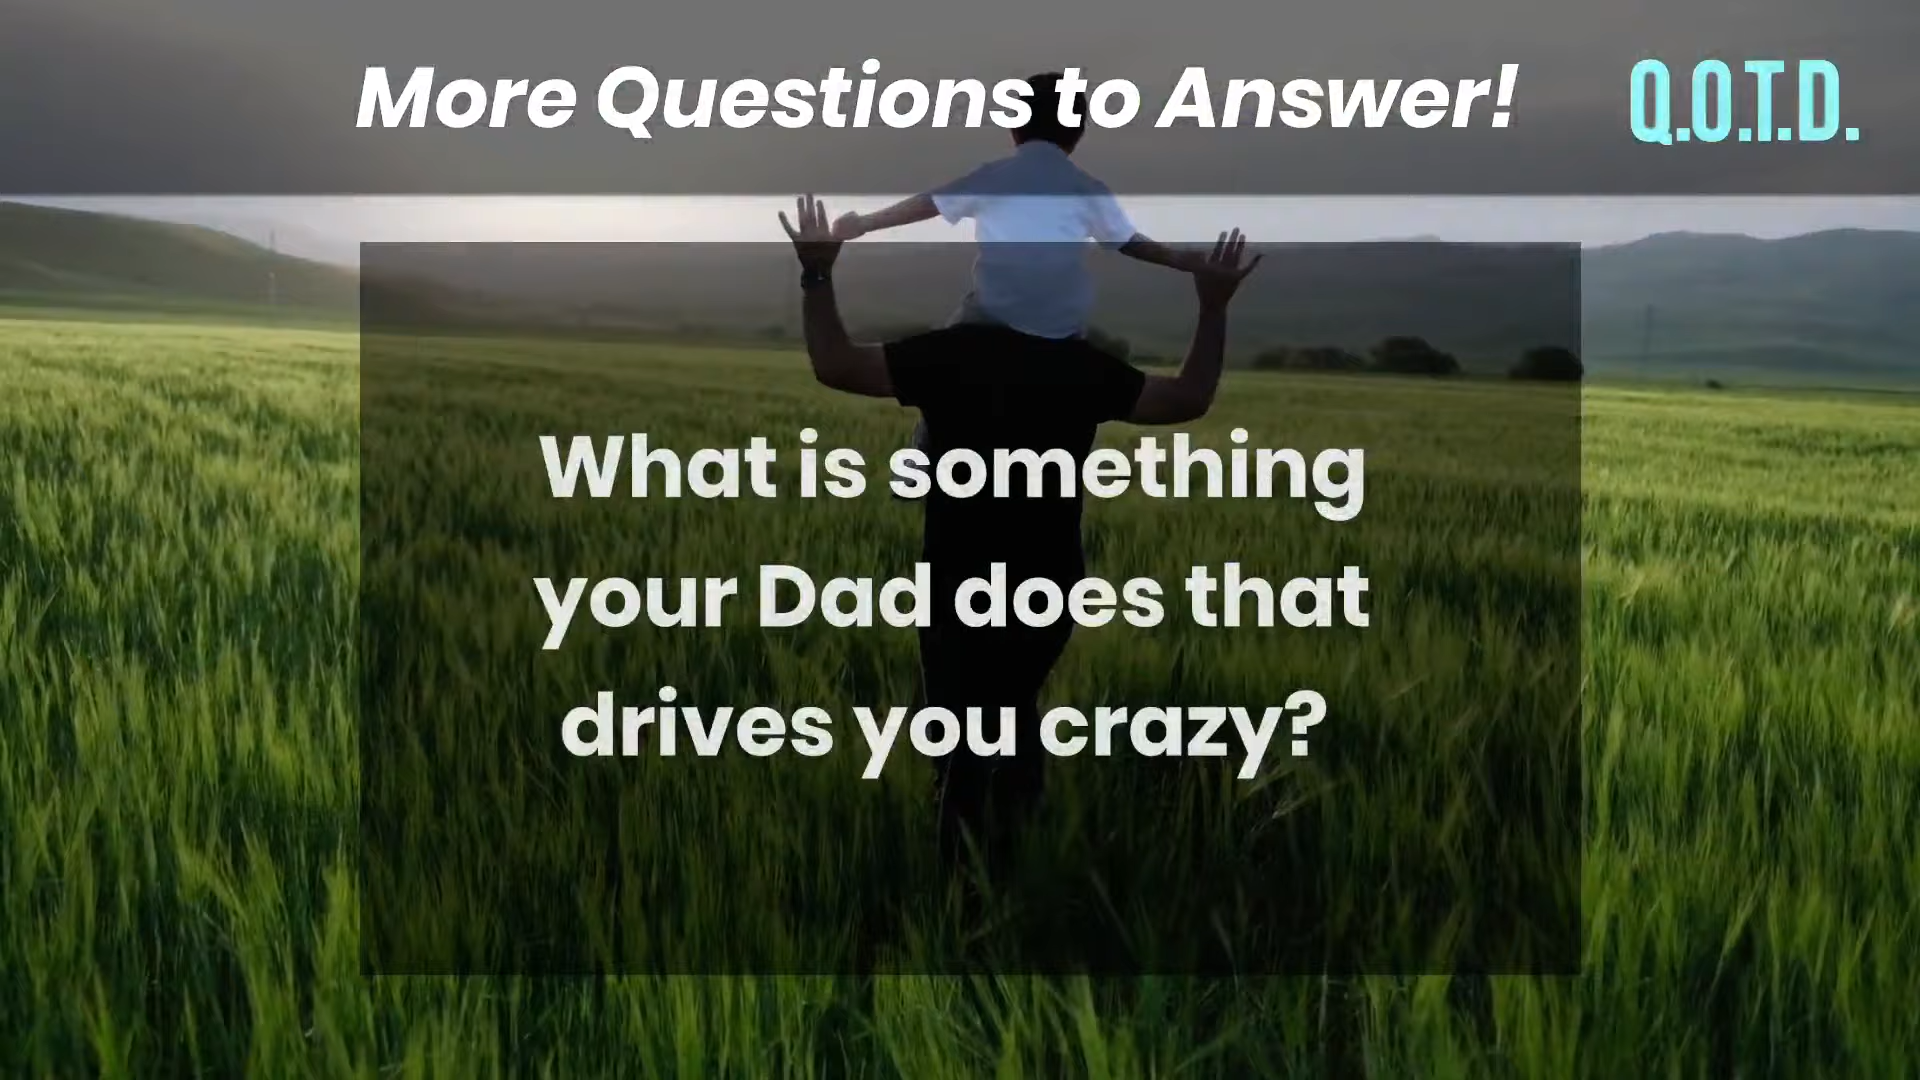 More Questions to Answer!
Q.O.T.D.
What is something
your Dad does that
drives you crazy?